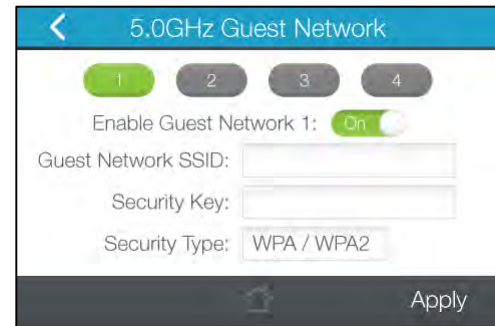 5.0GHz Guest Network
1 2 3 4
Enable Guest Network 1: On
Guest Network SSID:
Security Key:
Security Type: WPA / WPA2
Apply